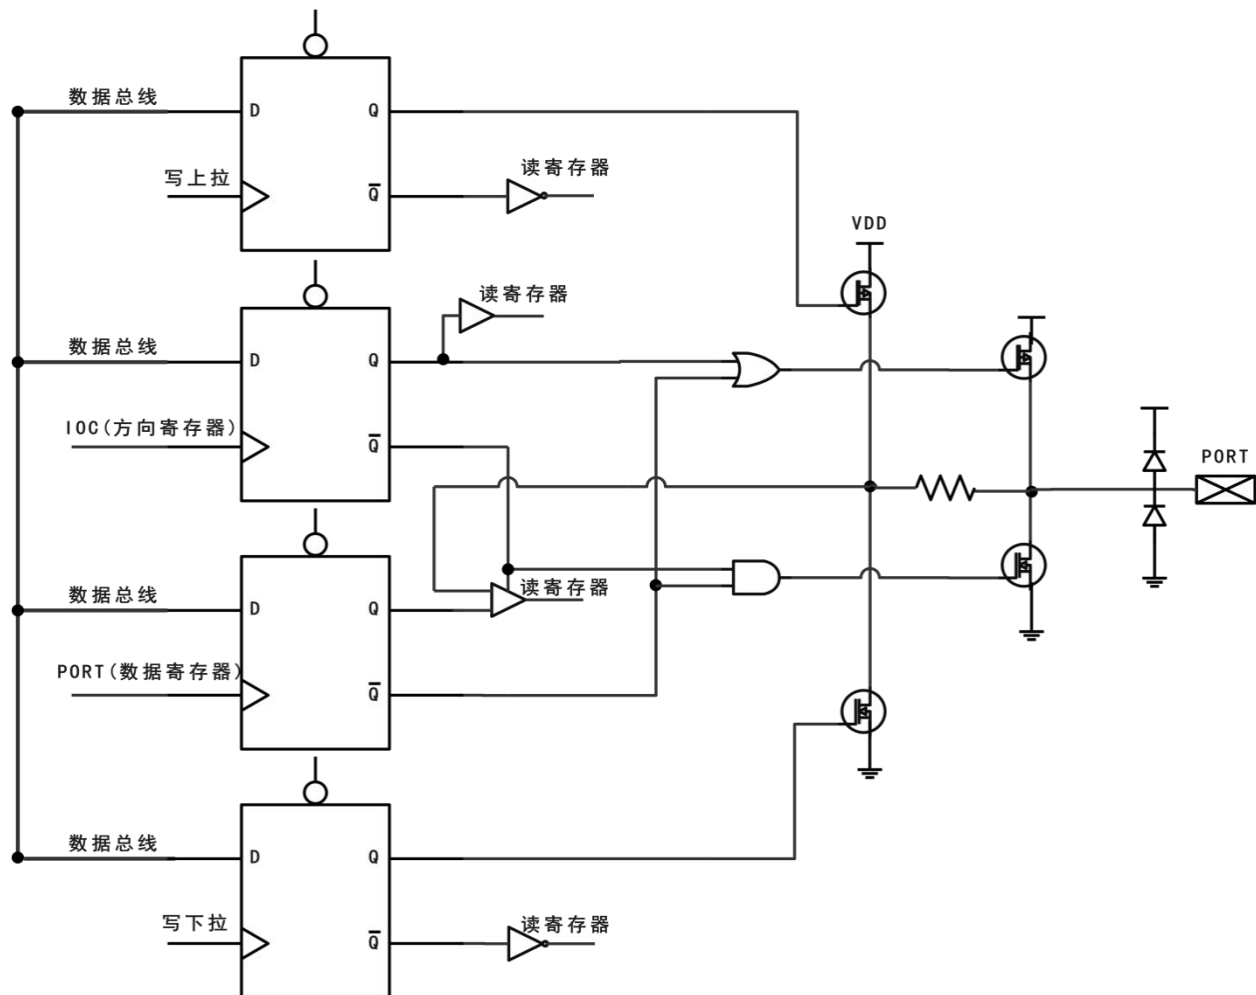 数据总线
D
Q
写上拉
Q
读寄存器
VDD
读寄存器
数据总线
D
Q
IOC(方向寄存器)
Q
PORT
数据总线
D
Q
读寄存器
PORT(数据寄存器)
Q
数据总线
D
Q
写下拉
Q
读寄存器